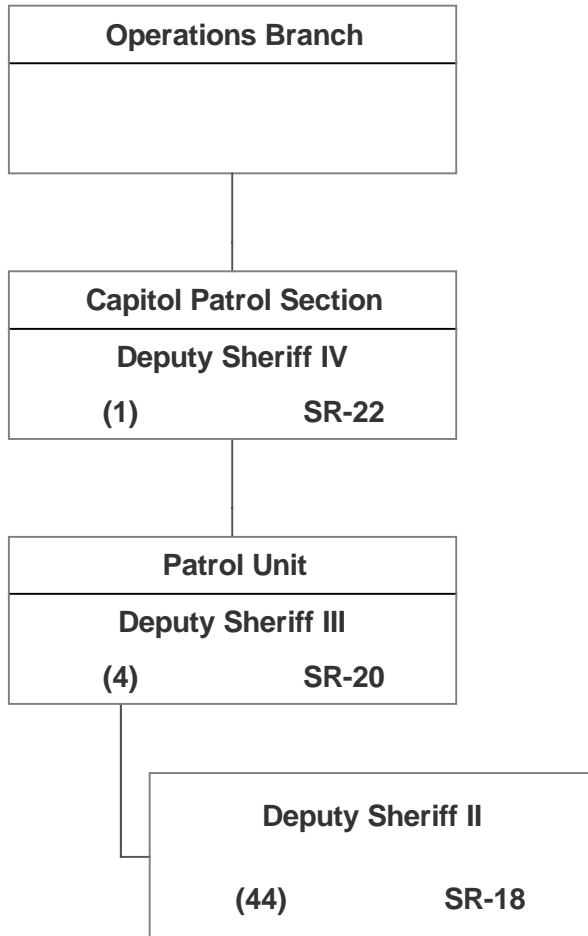 Operations Branch
Capitol Patrol Section
Deputy Sheriff IV
(1) SR-22
Patrol Unit
Deputy Sheriff III
(4) SR-20
Deputy Sheriff II
(44) SR-18